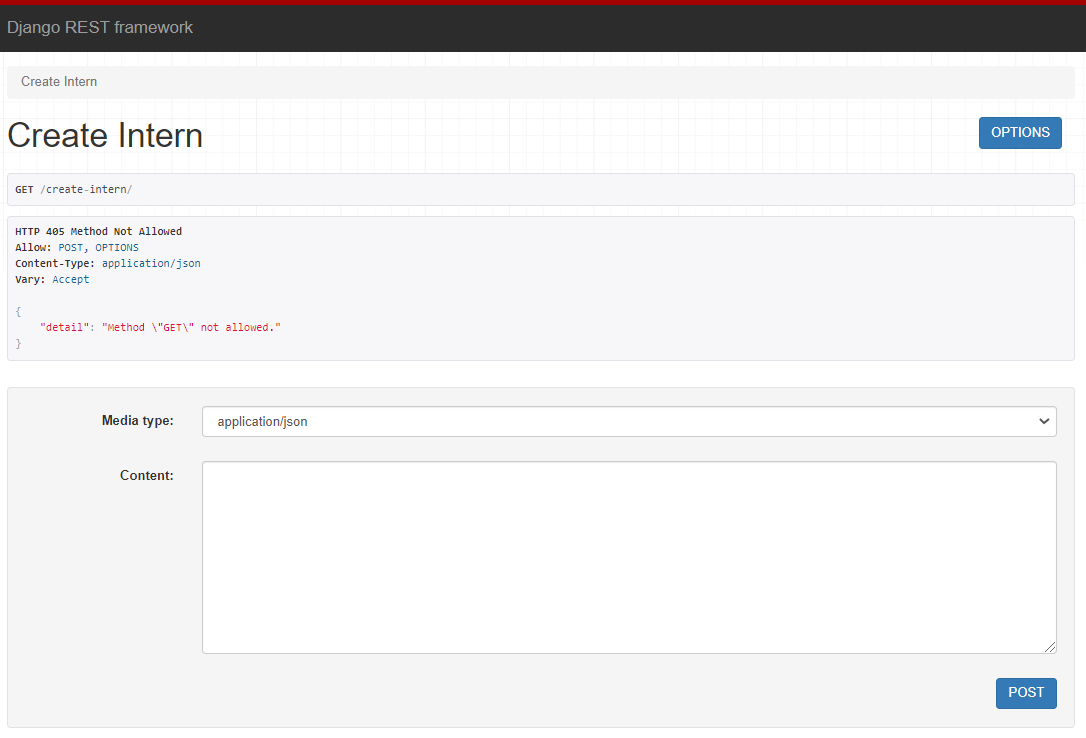 Django REST framework
Create Intern
Create Intern
OPTIONS
GET /create-intern/
HTTP 405 Method Not Allowed
Allow: POST, OPTIONS
Content-Type: application/json
Vary: Accept
{
    "detail": "Method \"GET\" not allowed."
}
Media type:
application/json
Content:
POST